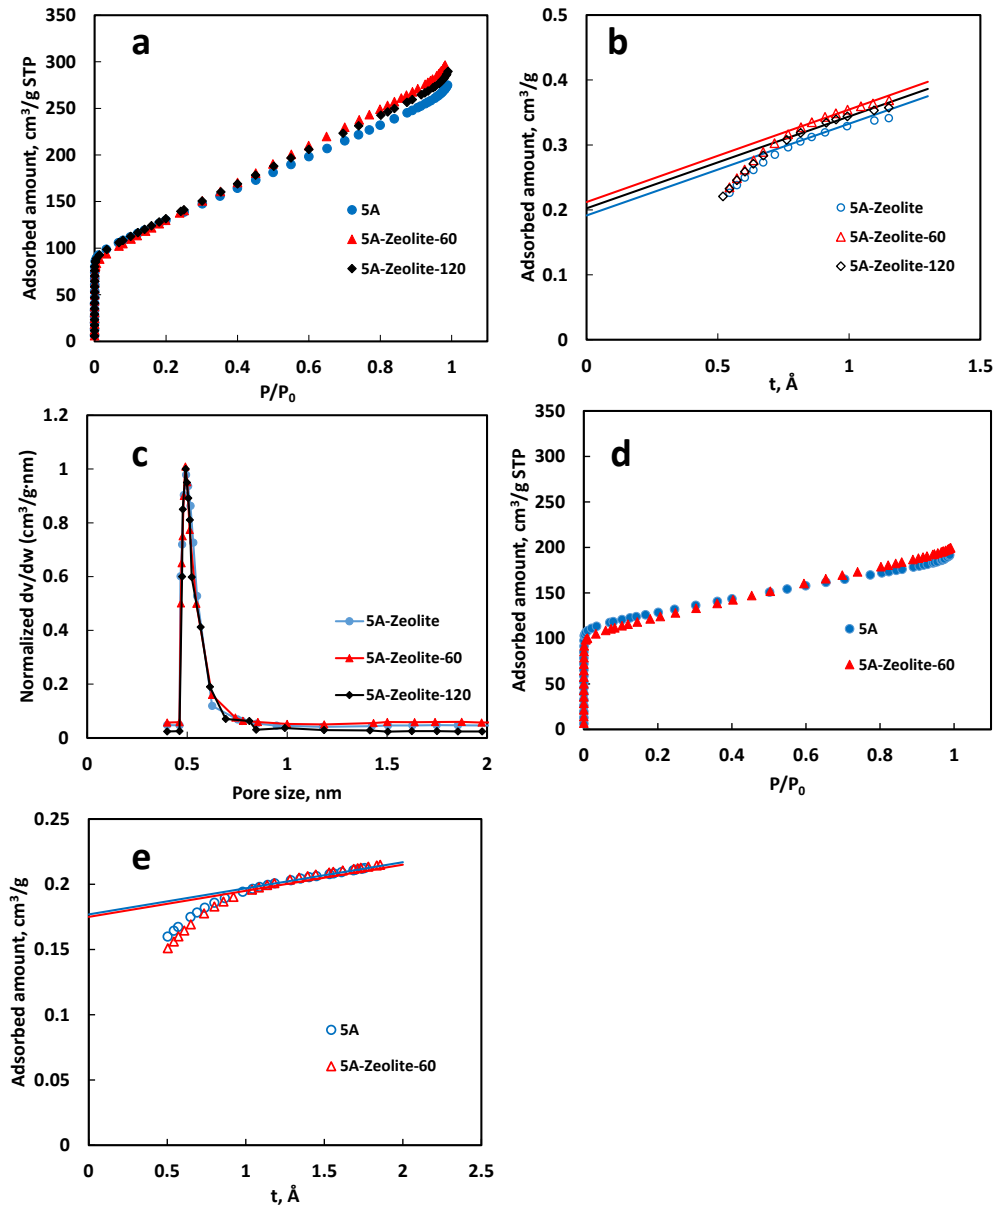 a
350
300
250
200
150
100
50
0
Adsorbed amount, cm³/g STP
5A
5A-Zeolite-60
5A-Zeolite-120
0 0.2 0.4 0.6 0.8 1
P/P₀
b
0.5
0.4
0.3
0.2
0.1
0
Adsorbed amount, cm³/g
5A-Zeolite
5A-Zeolite-60
5A-Zeolite-120
0 0.5 1 1.5
t, Å
c
1.2
1
0.8
0.6
0.4
0.2
0
Normalized dv/dw (cm³/g·nm)
5A-Zeolite
5A-Zeolite-60
5A-Zeolite-120
0 0.5 1 1.5 2
Pore size, nm
d
350
300
250
200
150
100
50
0
Adsorbed amount, cm³/g STP
5A
5A-Zeolite-60
0 0.2 0.4 0.6 0.8 1
P/P₀
e
0.25
0.2
0.15
0.1
0.05
0
Adsorbed amount, cm³/g
5A
5A-Zeolite-60
0 0.5 1 1.5 2 2.5
t, Å